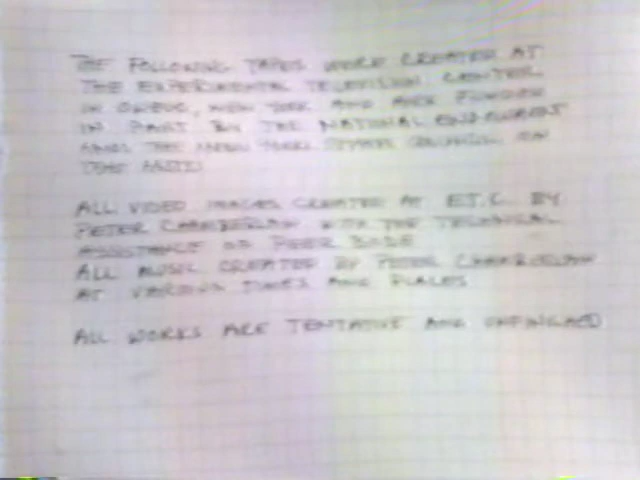 THE FOLLOWING TAPES WERE CREATED AT
THE EXPERIMENTAL TELEVISION CENTER
IN OWEGO, NEW YORK AND ARE FUNDED
IN PART BY THE NATIONAL ENDOWMENT
AND THE NEW YORK STATE COUNCIL ON
THE ARTS
ALL VIDEO IMAGES CREATED AT E.T.C. BY
PETER CHAMBERLAIN WITH THE TECHNICAL
ASSISTANCE OF PEER BODE
ALL MUSIC CREATED BY PETER CHAMBERLAIN
AT VARIOUS TIMES AND PLACES
ALL WORKS ARE TENTATIVE AND UNFINISHED